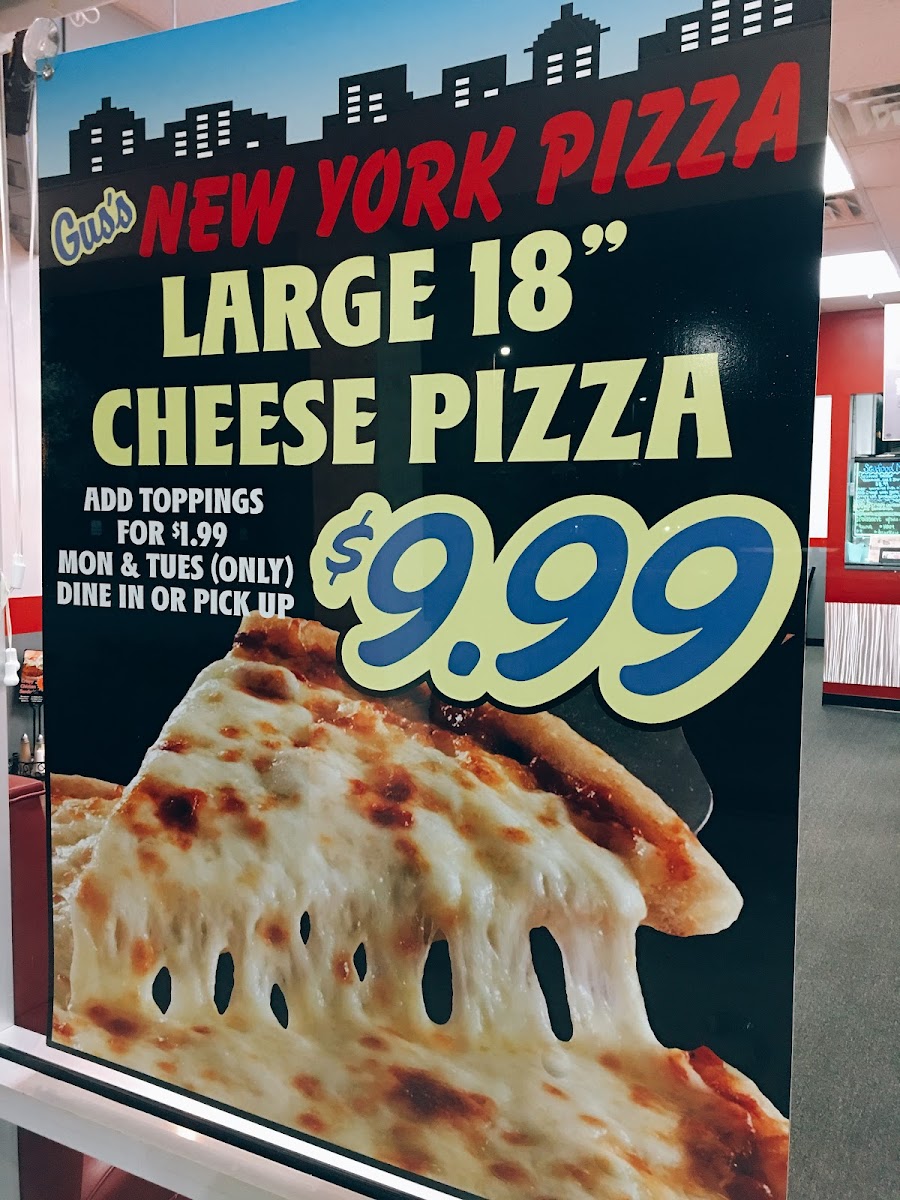 Gus's NEW YORK PIZZA
LARGE 18”
CHEESE PIZZA
ADD TOPPINGS
FOR $1.99
MON & TUES (ONLY)
DINE IN OR PICK UP
$9.99